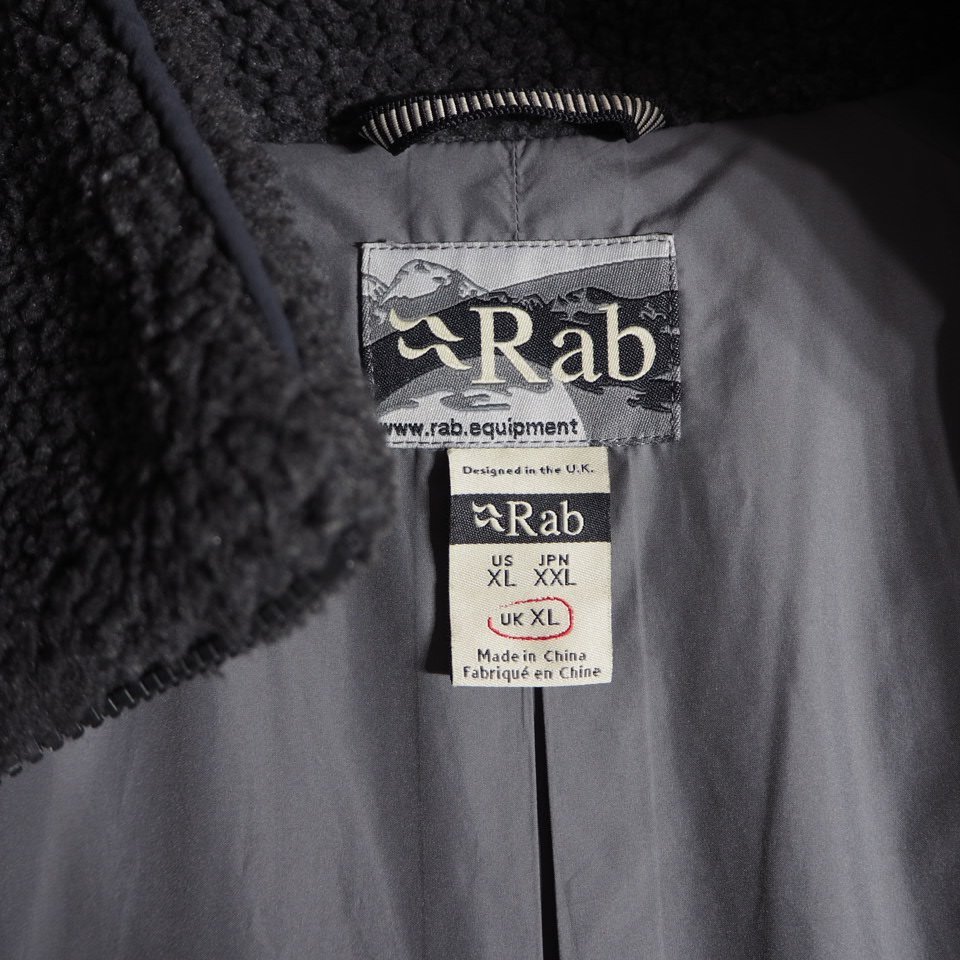 Rab
www.rab.equipment
Designed in the U.K.
Rab
US JPN
XL XXL
UK XL
Made in China
Fabriqué en Chine